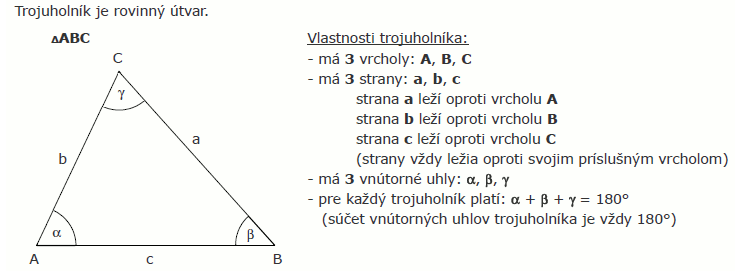 Trojuholník je rovinný útvar.
ΔABC
C
γ
b
a
α
β
A
c
B
Vlastnosti trojuholníka:
- má 3 vrcholy: A, B, C
- má 3 strany: a, b, c
strana a leží oproti vrcholu A
strana b leží oproti vrcholu B
strana c leží oproti vrcholu C
(strany vždy ležia oproti svojim príslušným vrcholom)
- má 3 vnútorné uhly: α, β, γ
- pre každý trojuholník platí: α + β + γ = 180°
(súčet vnútorných uhlov trojuholníka je vždy 180°)